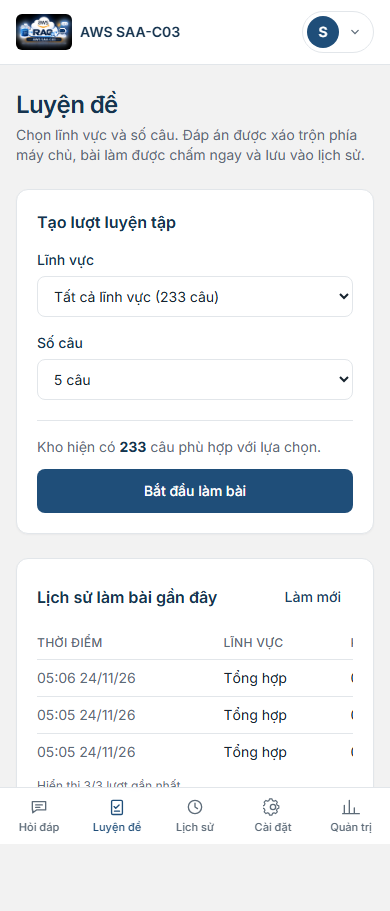 AWS SAA-C03
S
Luyện đề
Chọn lĩnh vực và số câu. Đáp án được xáo trộn phía
máy chủ, bài làm được chấm ngay và lưu vào lịch sử.
Tạo lượt luyện tập
Lĩnh vực
Tất cả lĩnh vực (233 câu)
Số câu
5 câu
Kho hiện có 233 câu phù hợp với lựa chọn.
Bắt đầu làm bài
Lịch sử làm bài gần đây Làm mới
THỜI ĐIỂM LĨNH VỰC
05:06 24/11/26 Tổng hợp
05:05 24/11/26 Tổng hợp
05:05 24/11/26 Tổng hợp
Hiển thị 3/3 lượt gần nhất
Hỏi đáp Luyện đề Lịch sử Cài đặt Quản trị